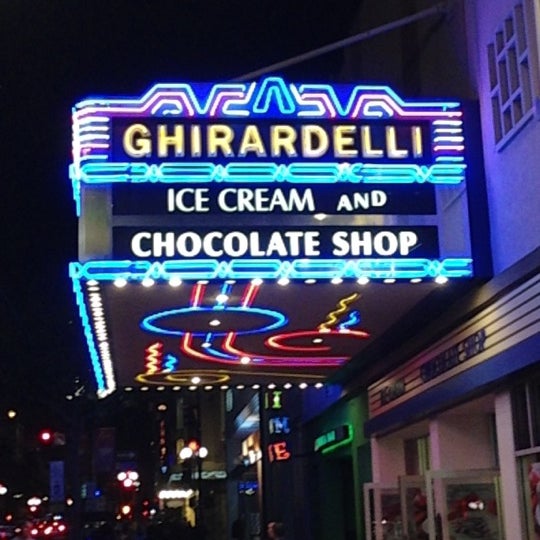 GHIRARDELLI
ICE CREAM AND
CHOCOLATE SHOP